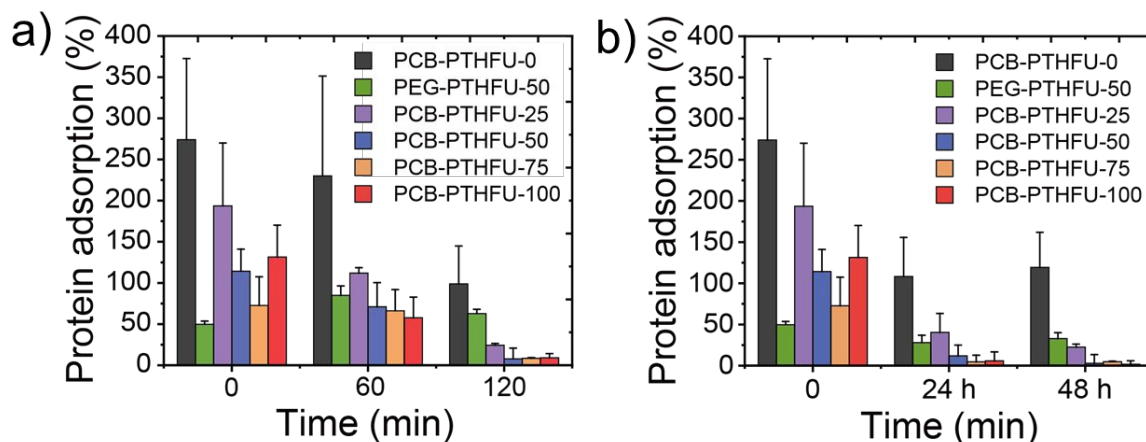 a)
Protein adsorption (%)
400
350
300
250
200
150
100
50
0
PCB-PTHFU-0
PEG-PTHFU-50
PCB-PTHFU-25
PCB-PTHFU-50
PCB-PTHFU-75
PCB-PTHFU-100
0 60 120
Time (min)
b)
Protein adsorption (%)
400
350
300
250
200
150
100
50
0
PCB-PTHFU-0
PEG-PTHFU-50
PCB-PTHFU-25
PCB-PTHFU-50
PCB-PTHFU-75
PCB-PTHFU-100
0 24 h 48 h
Time (min)